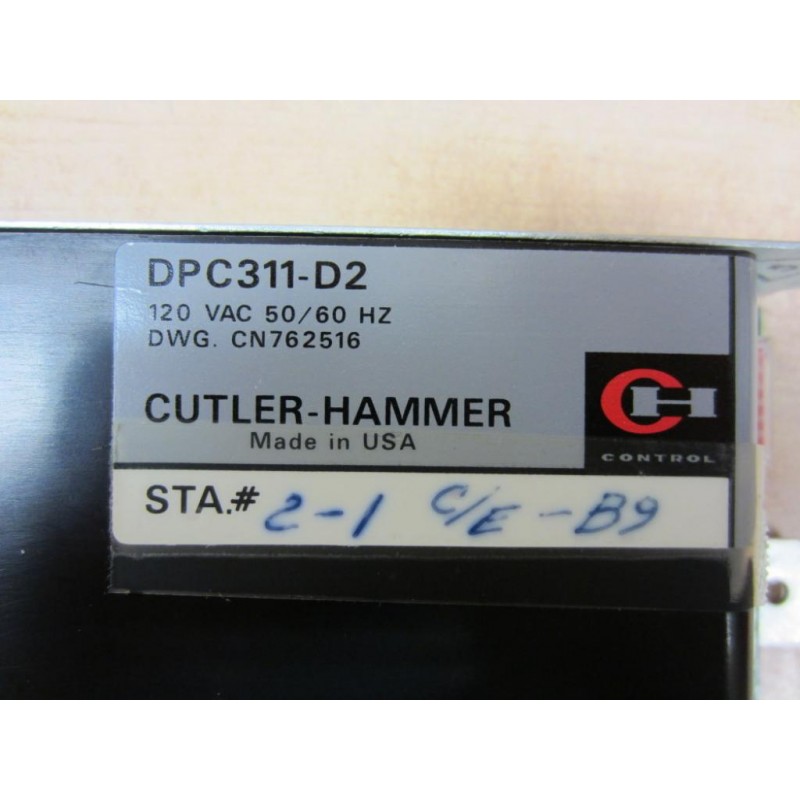 DPC311-D2
120 VAC 50/60 HZ
DWG. CN762516
CUTLER-HAMMER
Made in USA
CH
CONTROL
STA.# 2-1 C/E-B9